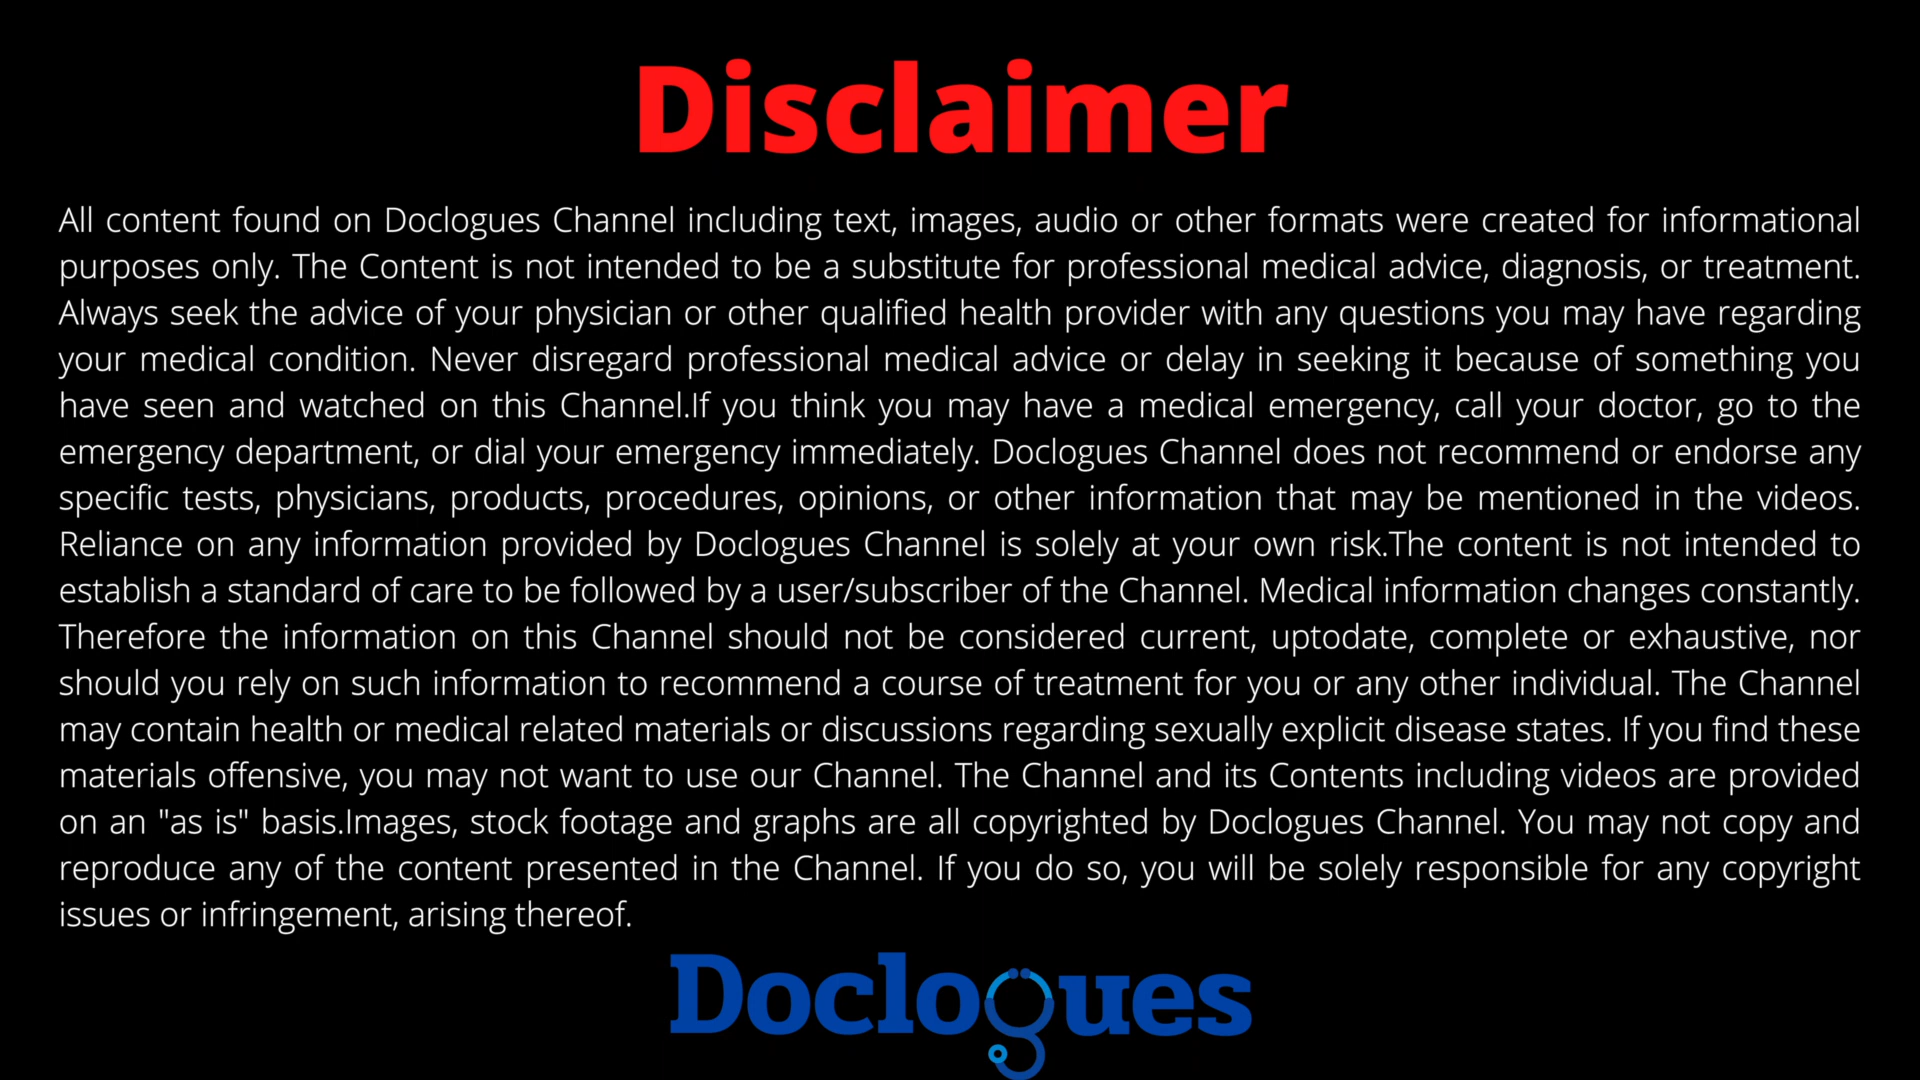 Disclaimer
All content found on Doclogues Channel including text, images, audio or other formats were created for informational
purposes only. The Content is not intended to be a substitute for professional medical advice, diagnosis, or treatment.
Always seek the advice of your physician or other qualified health provider with any questions you may have regarding
your medical condition. Never disregard professional medical advice or delay in seeking it because of something you
have seen and watched on this Channel.If you think you may have a medical emergency, call your doctor, go to the
emergency department, or dial your emergency immediately. Doclogues Channel does not recommend or endorse any
specific tests, physicians, products, procedures, opinions, or other information that may be mentioned in the videos.
Reliance on any information provided by Doclogues Channel is solely at your own risk.The content is not intended to
establish a standard of care to be followed by a user/subscriber of the Channel. Medical information changes constantly.
Therefore the information on this Channel should not be considered current, uptodate, complete or exhaustive, nor
should you rely on such information to recommend a course of treatment for you or any other individual. The Channel
may contain health or medical related materials or discussions regarding sexually explicit disease states. If you find these
materials offensive, you may not want to use our Channel. The Channel and its Contents including videos are provided
on an "as is" basis.Images, stock footage and graphs are all copyrighted by Doclogues Channel. You may not copy and
reproduce any of the content presented in the Channel. If you do so, you will be solely responsible for any copyright
issues or infringement, arising thereof.
Doclogues